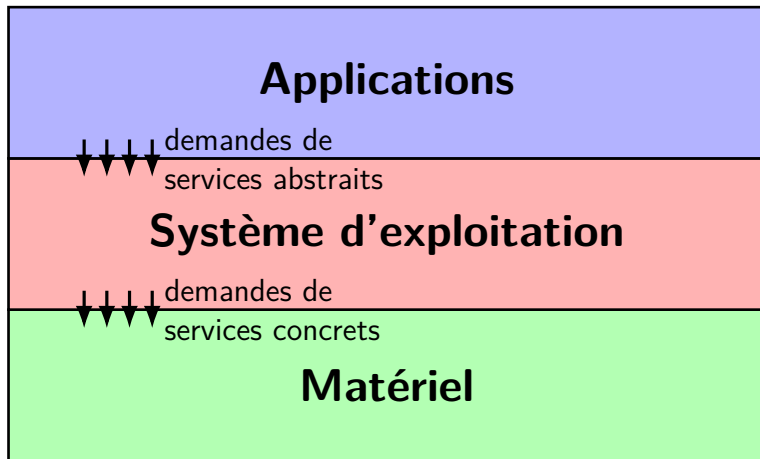 Applications
demandes de
services abstraits
Système d'exploitation
demandes de
services concrets
Matériel